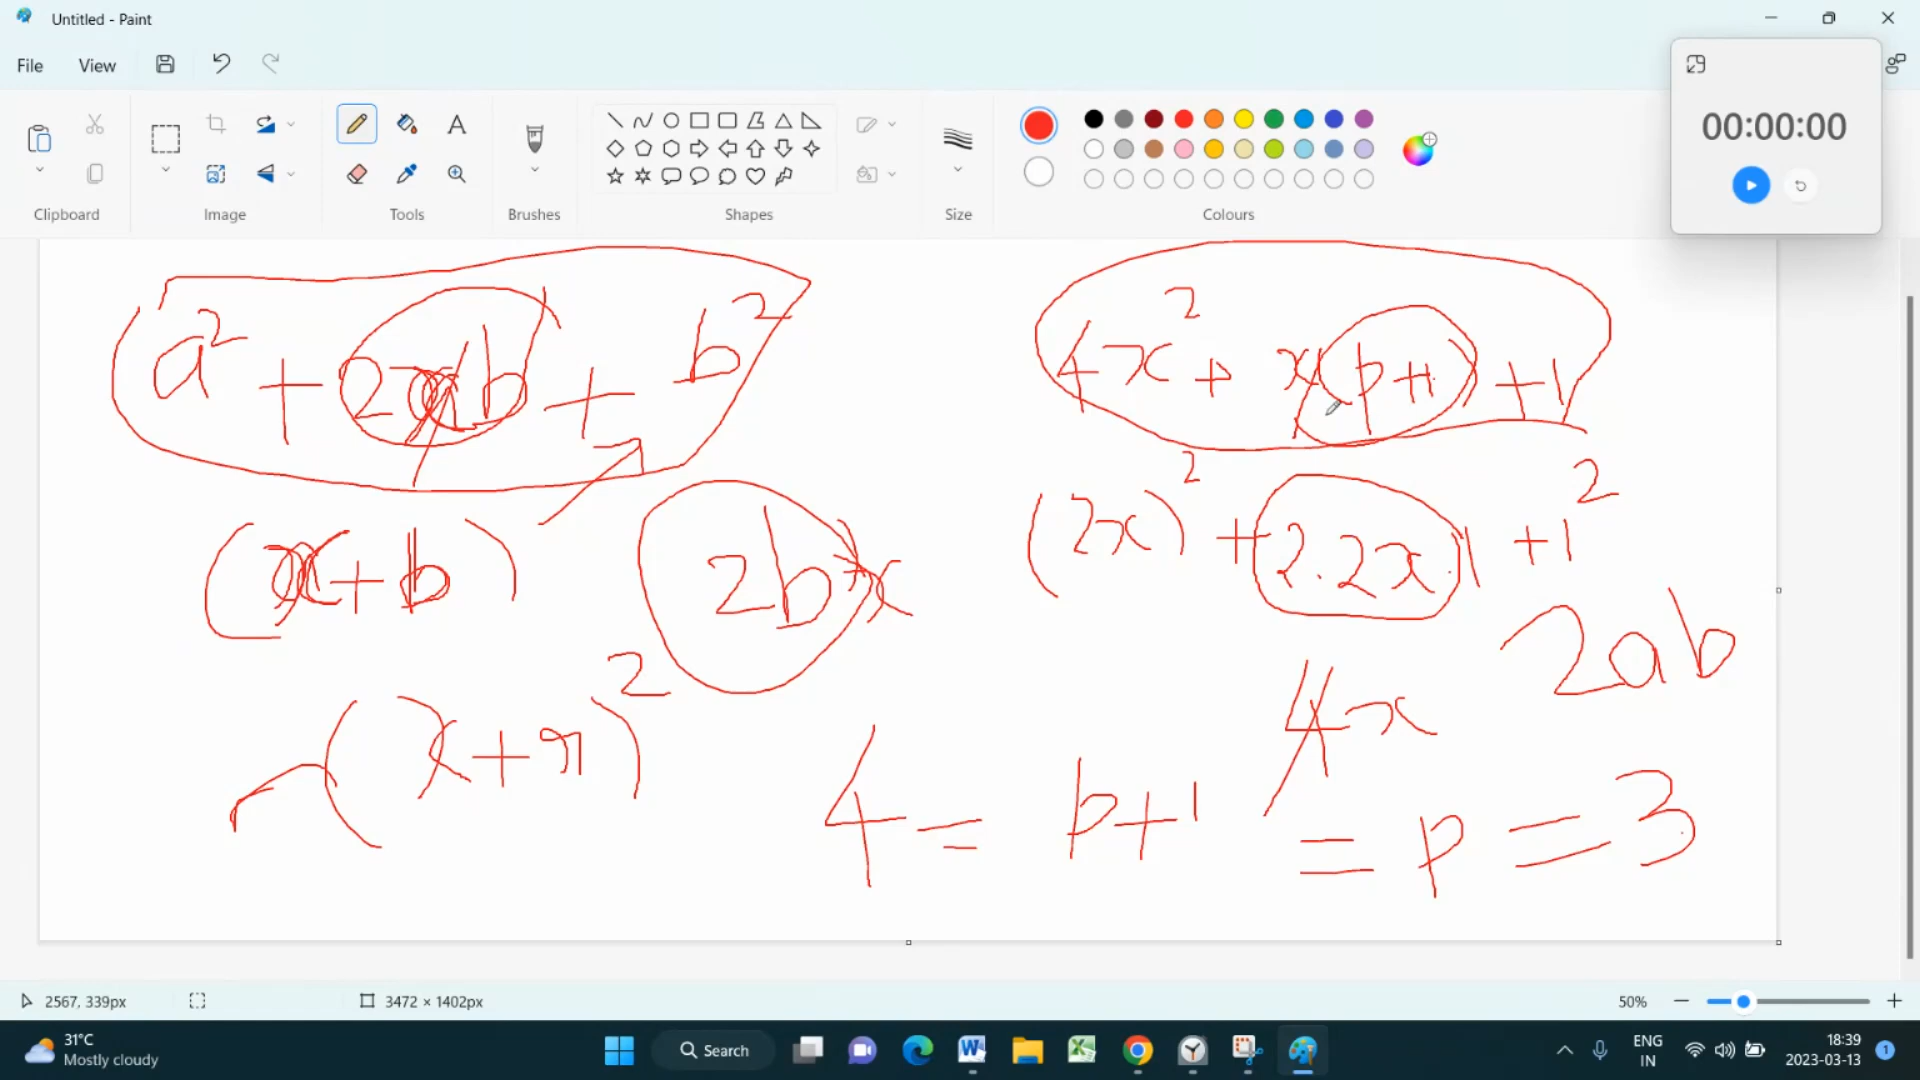 Untitled - Paint
File View
00:00:00
Clipboard Image Tools Brushes Shapes Size Colours
a² + 2ab + b²
4x² + x(p+1) + 1
(x+b)
2b x
(2x)² + 2.2x.1 + 1²
2ab
4x
(x+n)²
4 = p+1
= p = 3
2567, 339px
3472 × 1402px
50%
31°C
Mostly cloudy
Search
ENG
IN
18:39
2023-03-13
1